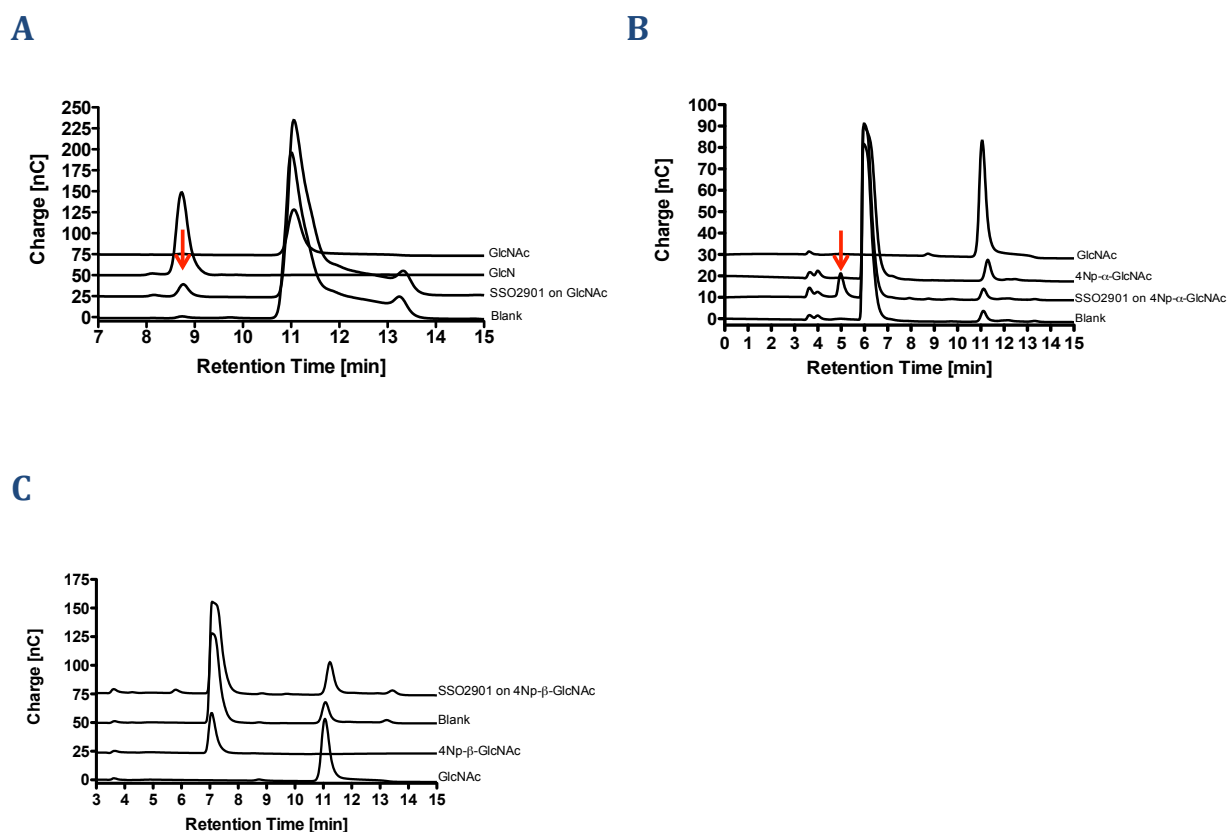 A
250
225
200
175
150
125
100
75
50
25
0
Charge [nC]
GlcNAc
GlcN
SSO2901 on GlcNAc
Blank
7 8 9 10 11 12 13 14 15
Retention Time [min]
B
100
90
80
70
60
50
40
30
20
10
0
Charge [nC]
GlcNAc
4Np-α-GlcNAc
SSO2901 on 4Np-α-GlcNAc
Blank
0 1 2 3 4 5 6 7 8 9 10 11 12 13 14 15
Retention Time [min]
C
175
150
125
100
75
50
25
0
Charge [nC]
SSO2901 on 4Np-β-GlcNAc
Blank
4Np-β-GlcNAc
GlcNAc
3 4 5 6 7 8 9 10 11 12 13 14 15
Retention Time [min]